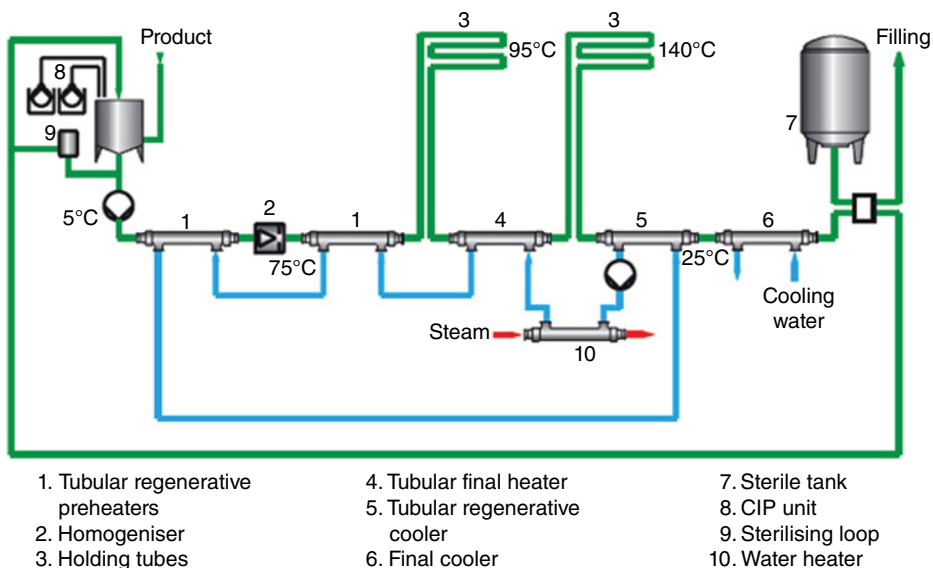 Product
Filling
3
3
95°C
140°C
8
9
7
5°C
1
2
1
4
5
6
75°C
25°C
Cooling
water
Steam
10
1. Tubular regenerative
preheaters
2. Homogeniser
3. Holding tubes
4. Tubular final heater
5. Tubular regenerative
cooler
6. Final cooler
7. Sterile tank
8. CIP unit
9. Sterilising loop
10. Water heater